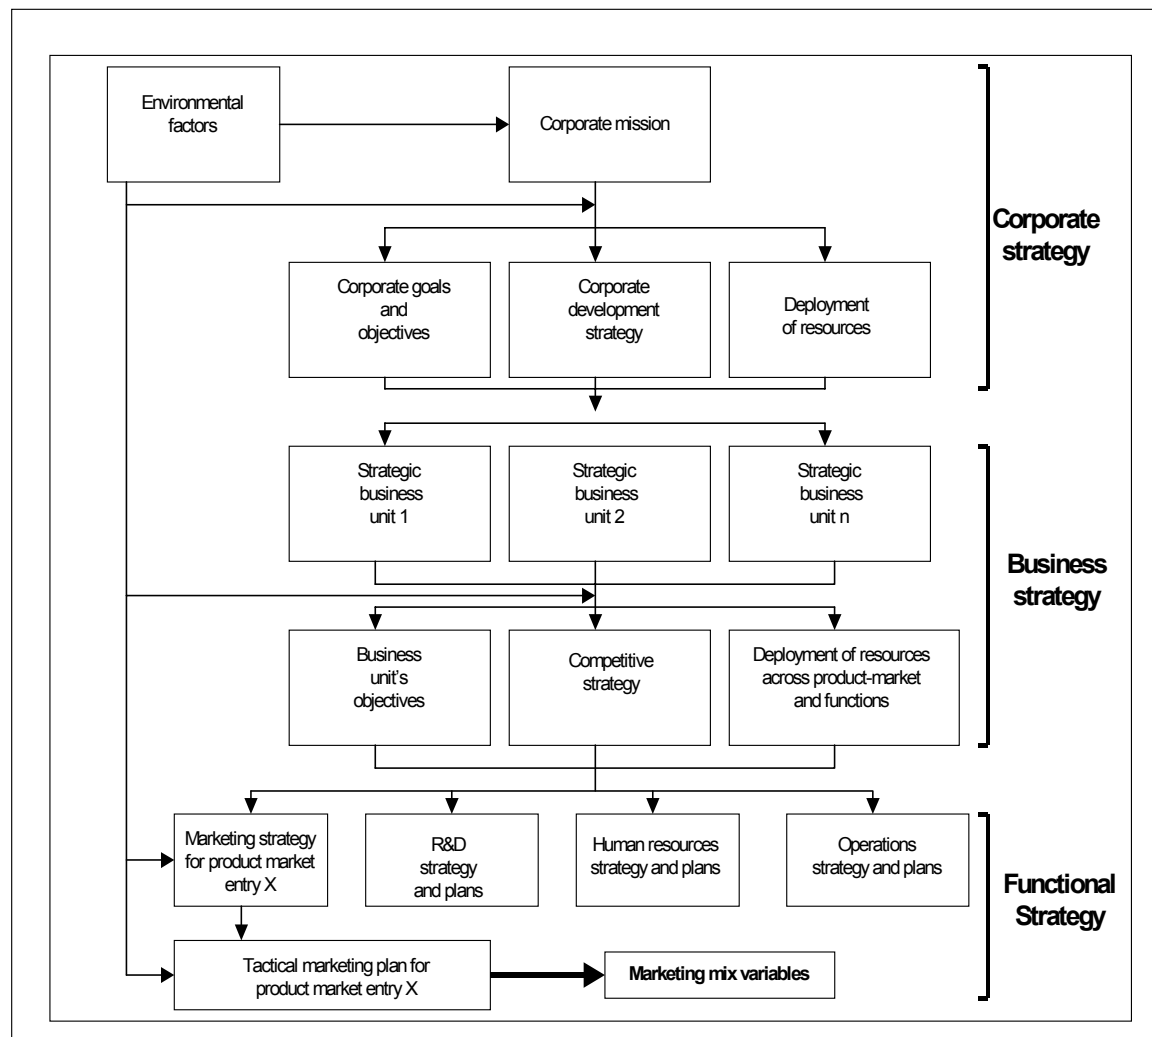 Environmental
factors
Corporate mission
Corporate
strategy
Corporate goals
and
objectives
Corporate
development
strategy
Deployment
of resources
Strategic
business
unit 1
Strategic
business
unit 2
Strategic
business
unit n
Business
strategy
Business
unit's
objectives
Competitive
strategy
Deployment of resources
across product-market
and functions
Marketing strategy
for product market
entry X
R&D
strategy
and plans
Human resources
strategy and plans
Operations
strategy and plans
Functional
Strategy
Tactical marketing plan for
product market entry X
Marketing mix variables